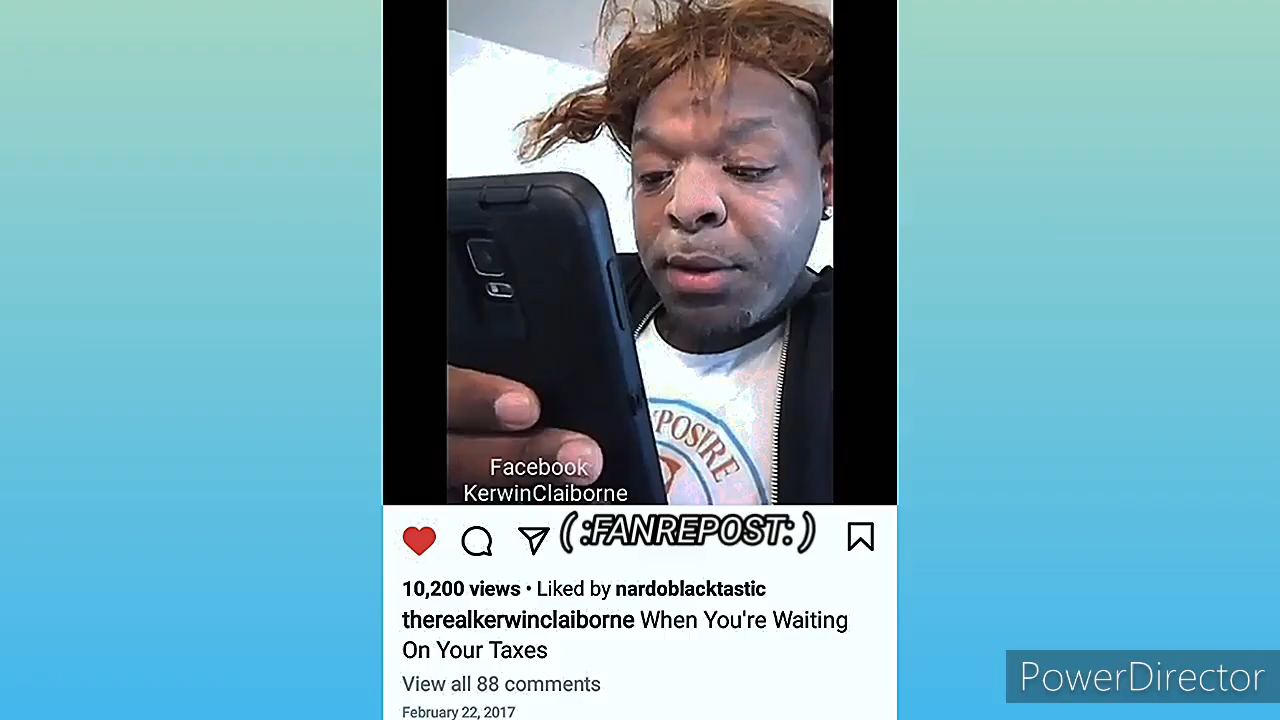 POSIRE
Facebook
KerwinClaiborne
( :FANREPOST: )
10,200 views • Liked by nardoblacktastic
therealkerwinclaiborne When You're Waiting
On Your Taxes
View all 88 comments
February 22, 2017
PowerDirector